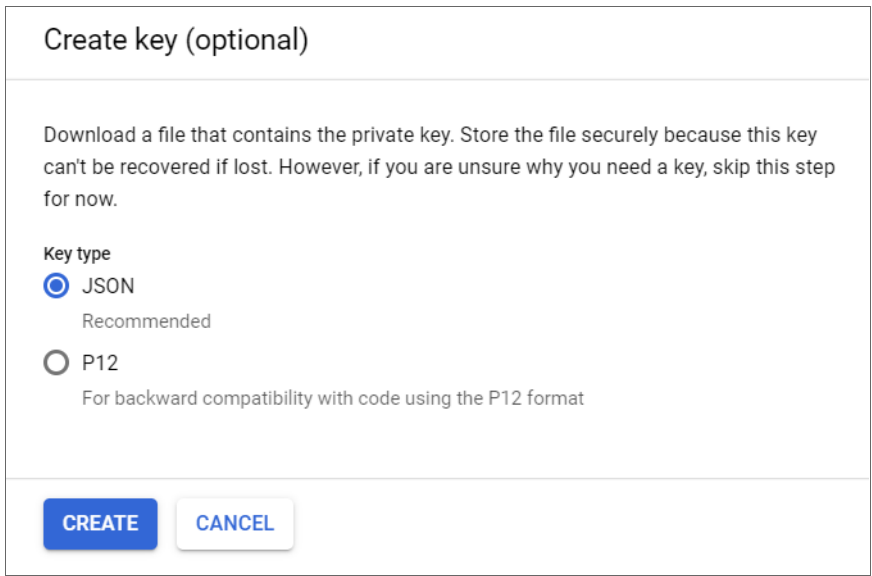 Create key (optional)
Download a file that contains the private key. Store the file securely because this key
can't be recovered if lost. However, if you are unsure why you need a key, skip this step
for now.
Key type
JSON
Recommended
P12
For backward compatibility with code using the P12 format
CREATE CANCEL